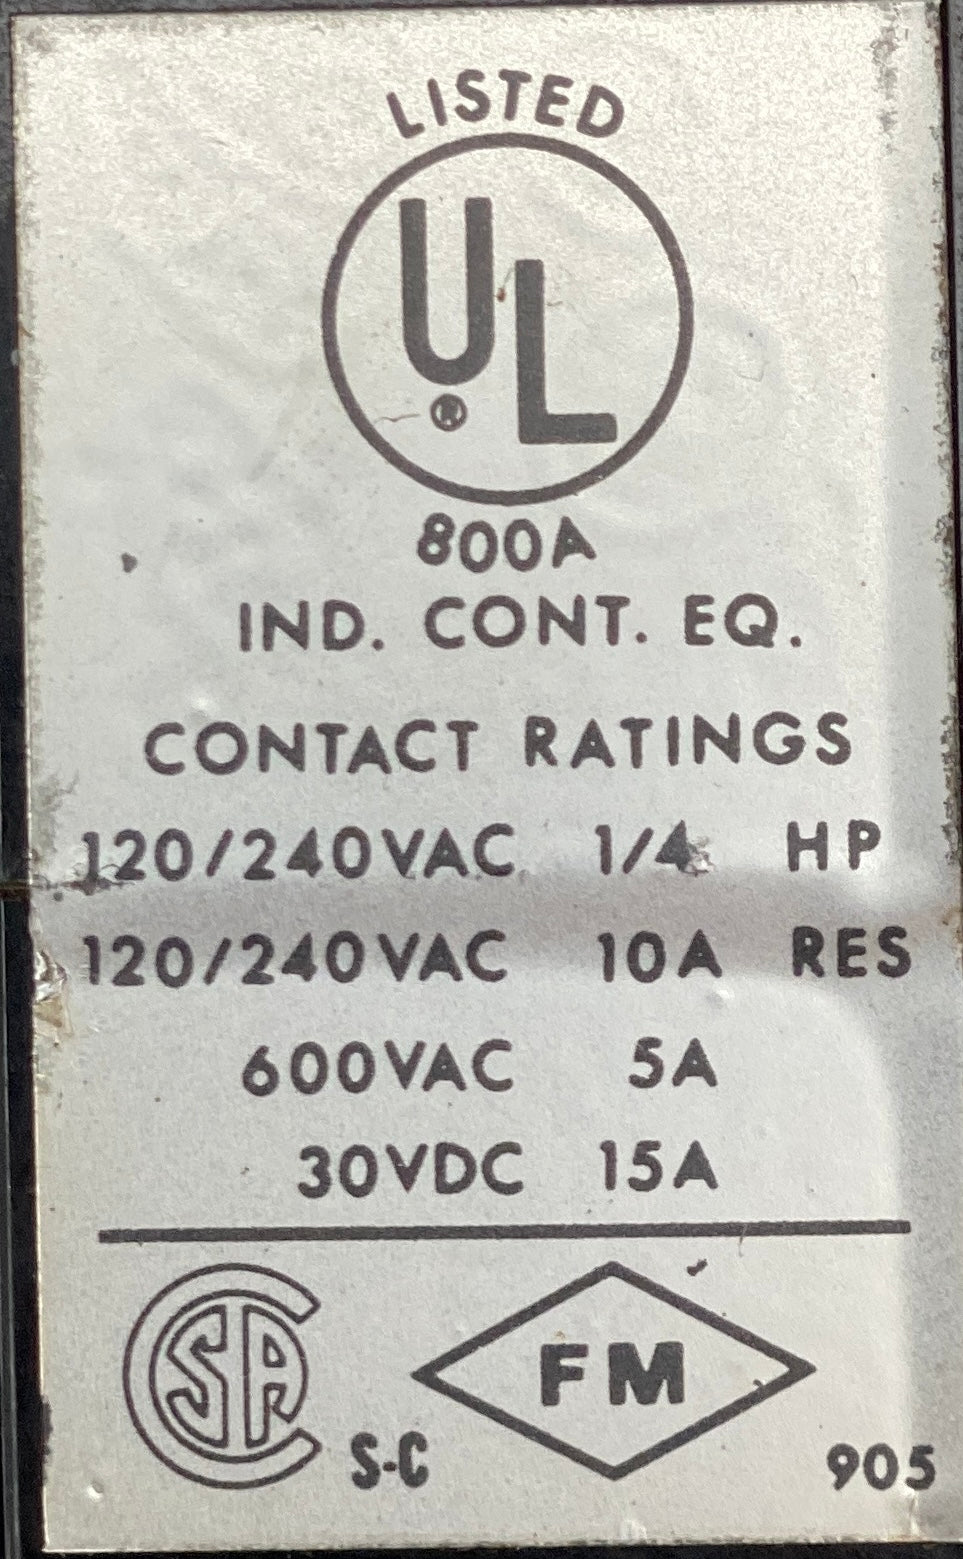 LISTED
UL
®
800A
IND. CONT. EQ.
CONTACT RATINGS
120/240VAC 1/4 HP
120/240VAC 10A RES
600VAC 5A
30VDC 15A
CSA S-C
FM
905